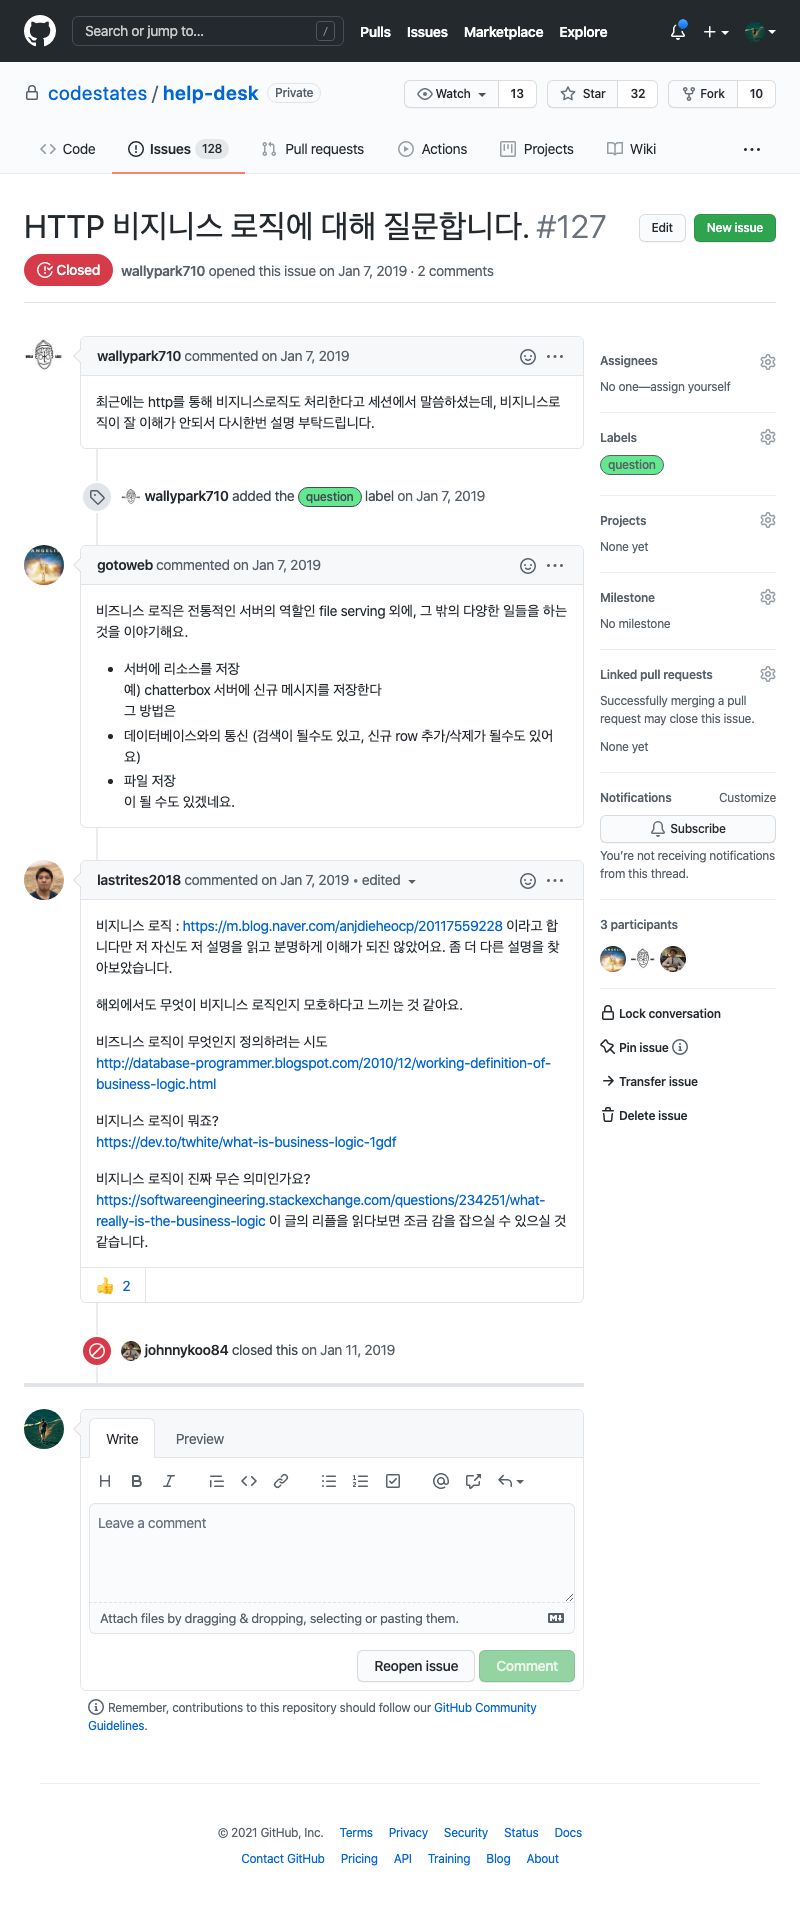 Search or jump to...
/
Pulls
Issues
Marketplace
Explore
codestates / help-desk
Private
Watch
13
Star
32
Fork
10
Code
Issues 128
Pull requests
Actions
Projects
Wiki
HTTP 비지니스 로직에 대해 질문합니다. #127
Edit
New issue
Closed
wallypark710 opened this issue on Jan 7, 2019 · 2 comments
wallypark710 commented on Jan 7, 2019
최근에는 http를 통해 비지니스로직도 처리한다고 세션에서 말씀하셨는데, 비지니스로
직이 잘 이해가 안되서 다시한번 설명 부탁드립니다.
wallypark710 added the question label on Jan 7, 2019
gotoweb commented on Jan 7, 2019
비즈니스 로직은 전통적인 서버의 역할인 file serving 외에, 그 밖의 다양한 일들을 하는
것을 이야기해요.
• 서버에 리소스를 저장
예) chatterbox 서버에 신규 메시지를 저장한다
그 방법은
• 데이터베이스와의 통신 (검색이 될수도 있고, 신규 row 추가/삭제가 될수도 있어
요)
• 파일 저장
이 될 수도 있겠네요.
lastrites2018 commented on Jan 7, 2019 • edited
비지니스 로직 : https://m.blog.naver.com/anjdieheocp/20117559228 이라고 합
니다만 저 자신도 저 설명을 읽고 분명하게 이해가 되진 않았어요. 좀 더 다른 설명을 찾
아보았습니다.
해외에서도 무엇이 비지니스 로직인지 모호하다고 느끼는 것 같아요.
비즈니스 로직이 무엇인지 정의하려는 시도
http://database-programmer.blogspot.com/2010/12/working-definition-of-
business-logic.html
비지니스 로직이 뭐죠?
https://dev.to/twhite/what-is-business-logic-1gdf
비지니스 로직이 진짜 무슨 의미인가요?
https://softwareengineering.stackexchange.com/questions/234251/what-
really-is-the-business-logic 이 글의 리플을 읽다보면 조금 감을 잡으실 수 있으실 것
같습니다.
👍 2
johnnykoo84 closed this on Jan 11, 2019
Write
Preview
H B I
Leave a comment
Attach files by dragging & dropping, selecting or pasting them.
Reopen issue
Comment
Remember, contributions to this repository should follow our GitHub Community
Guidelines.
Assignees
No one—assign yourself
Labels
question
Projects
None yet
Milestone
No milestone
Linked pull requests
Successfully merging a pull
request may close this issue.
None yet
Notifications
Customize
Subscribe
You're not receiving notifications
from this thread.
3 participants
Lock conversation
Pin issue
Transfer issue
Delete issue
© 2021 GitHub, Inc.
Terms
Privacy
Security
Status
Docs
Contact GitHub
Pricing
API
Training
Blog
About